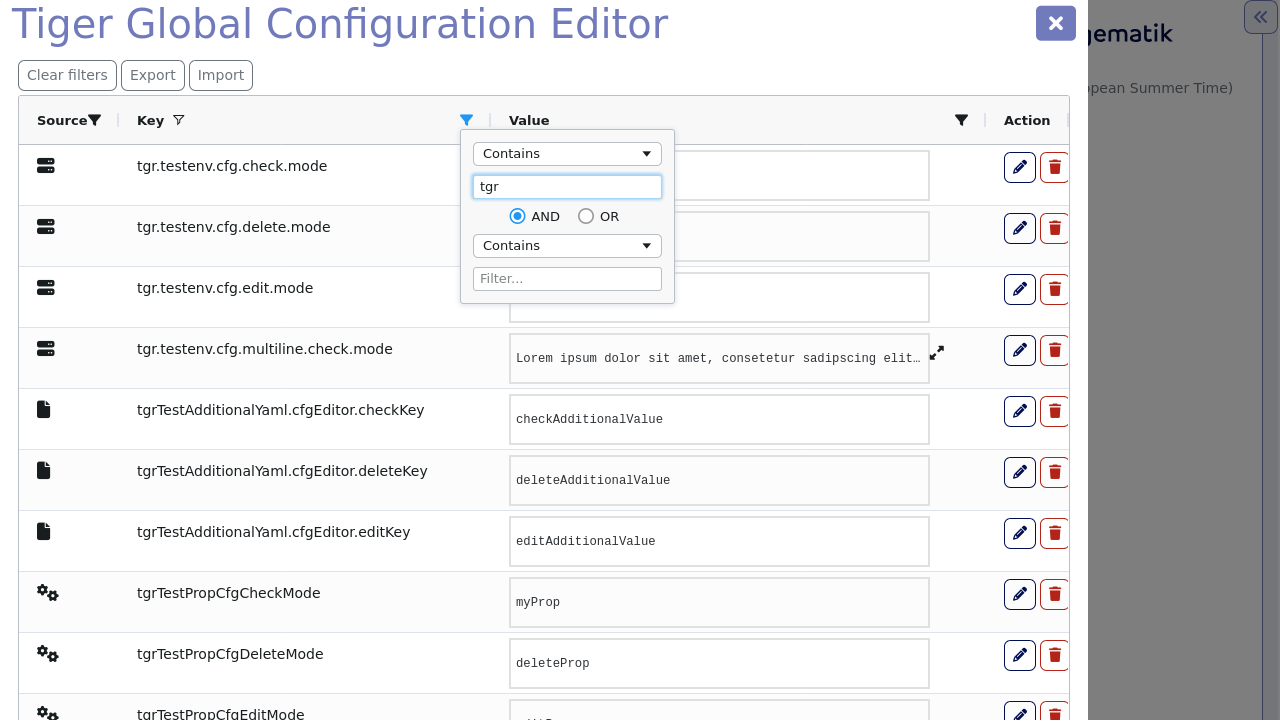 Tiger Global Configuration Editor
gematik
Clear filters Export Import
pean Summer Time)
Source Key Value Action
Contains
tgr
AND OR
Contains
Filter...
tgr.testenv.cfg.check.mode
tgr.testenv.cfg.delete.mode
tgr.testenv.cfg.edit.mode
tgr.testenv.cfg.multiline.check.mode Lorem ipsum dolor sit amet, consetetur sadipscing elit…
tgrTestAdditionalYaml.cfgEditor.checkKey checkAdditionalValue
tgrTestAdditionalYaml.cfgEditor.deleteKey deleteAdditionalValue
tgrTestAdditionalYaml.cfgEditor.editKey editAdditionalValue
tgrTestPropCfgCheckMode myProp
tgrTestPropCfgDeleteMode deleteProp
tgrTestPropCfgEditMode